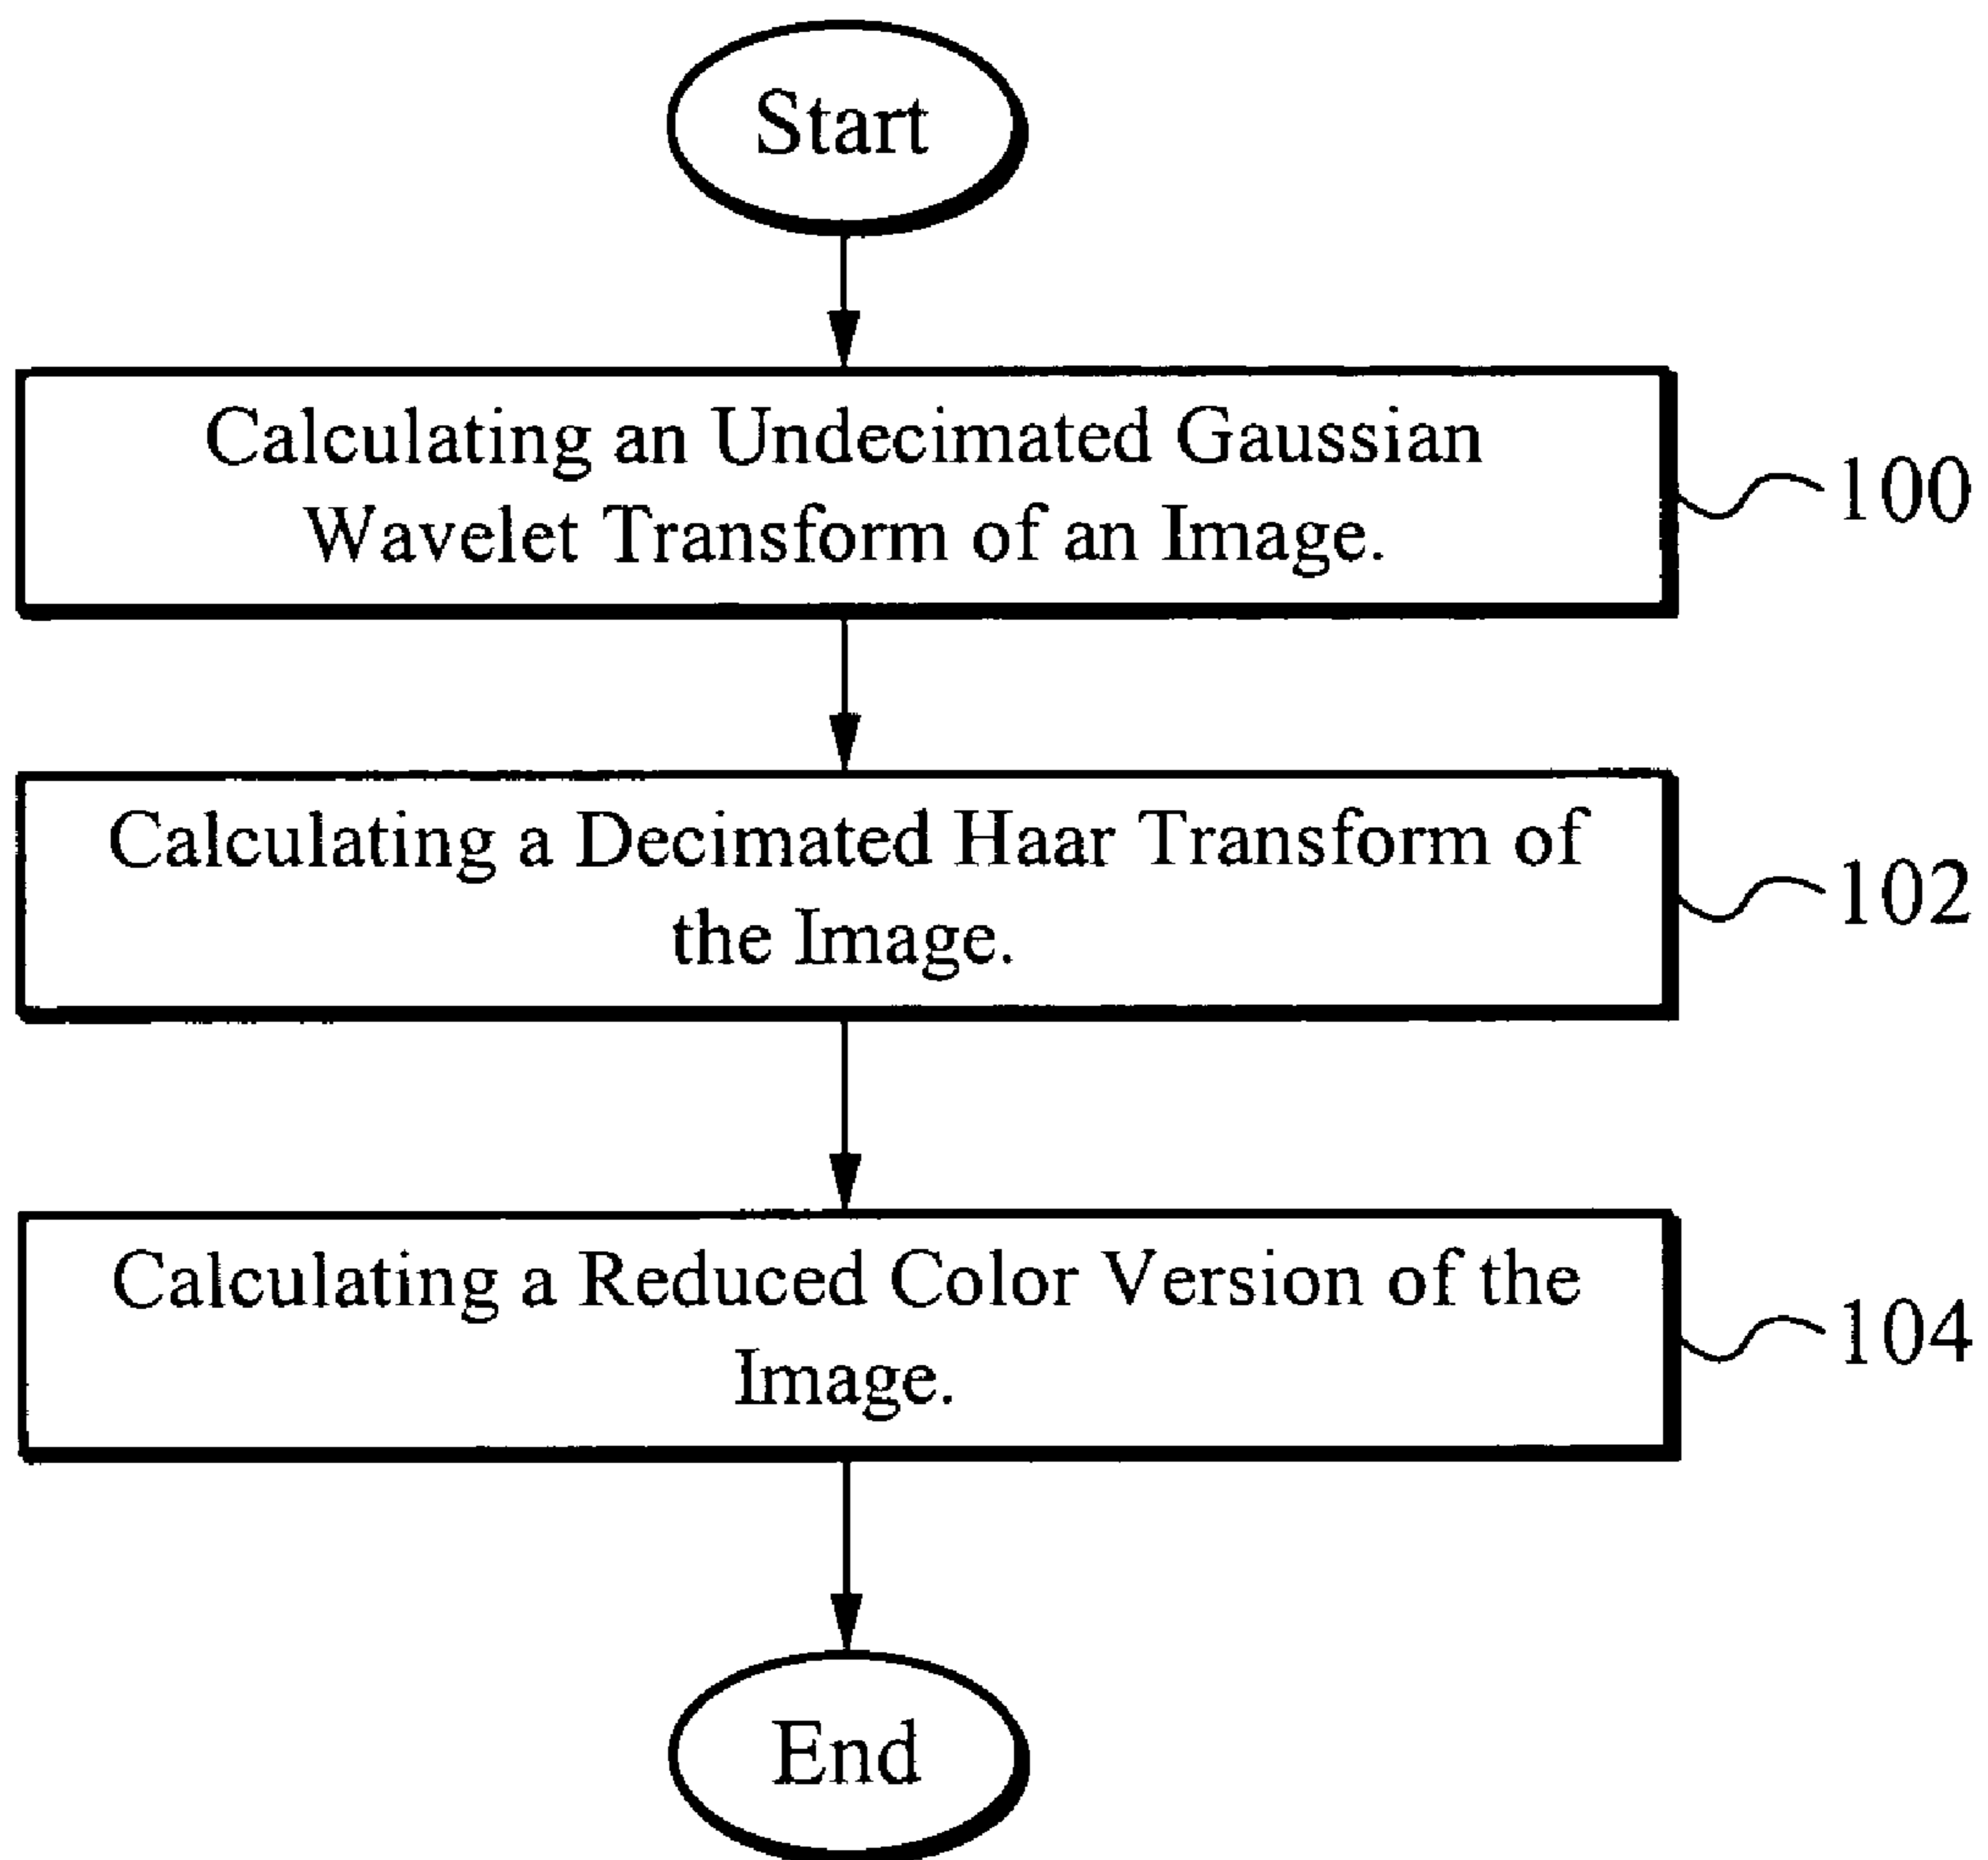 Start
Calculating an Undecimated Gaussian
Wavelet Transform of an Image.
100
Calculating a Decimated Haar Transform of
the Image.
102
Calculating a Reduced Color Version of the
Image.
104
End